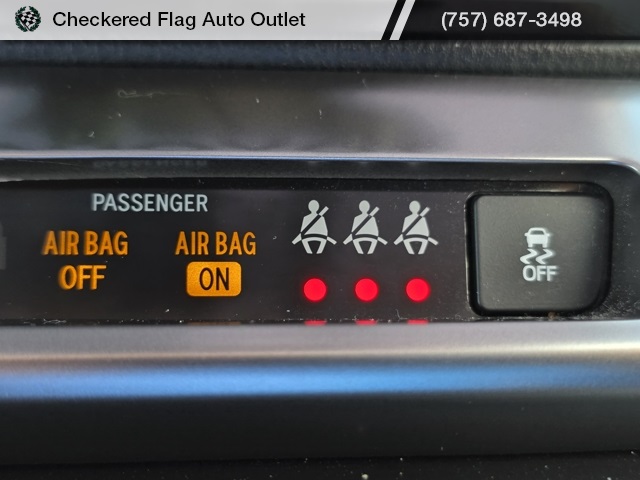 Checkered Flag Auto Outlet
(757) 687-3498
PASSENGER
AIR BAG OFF
AIR BAG ON
OFF